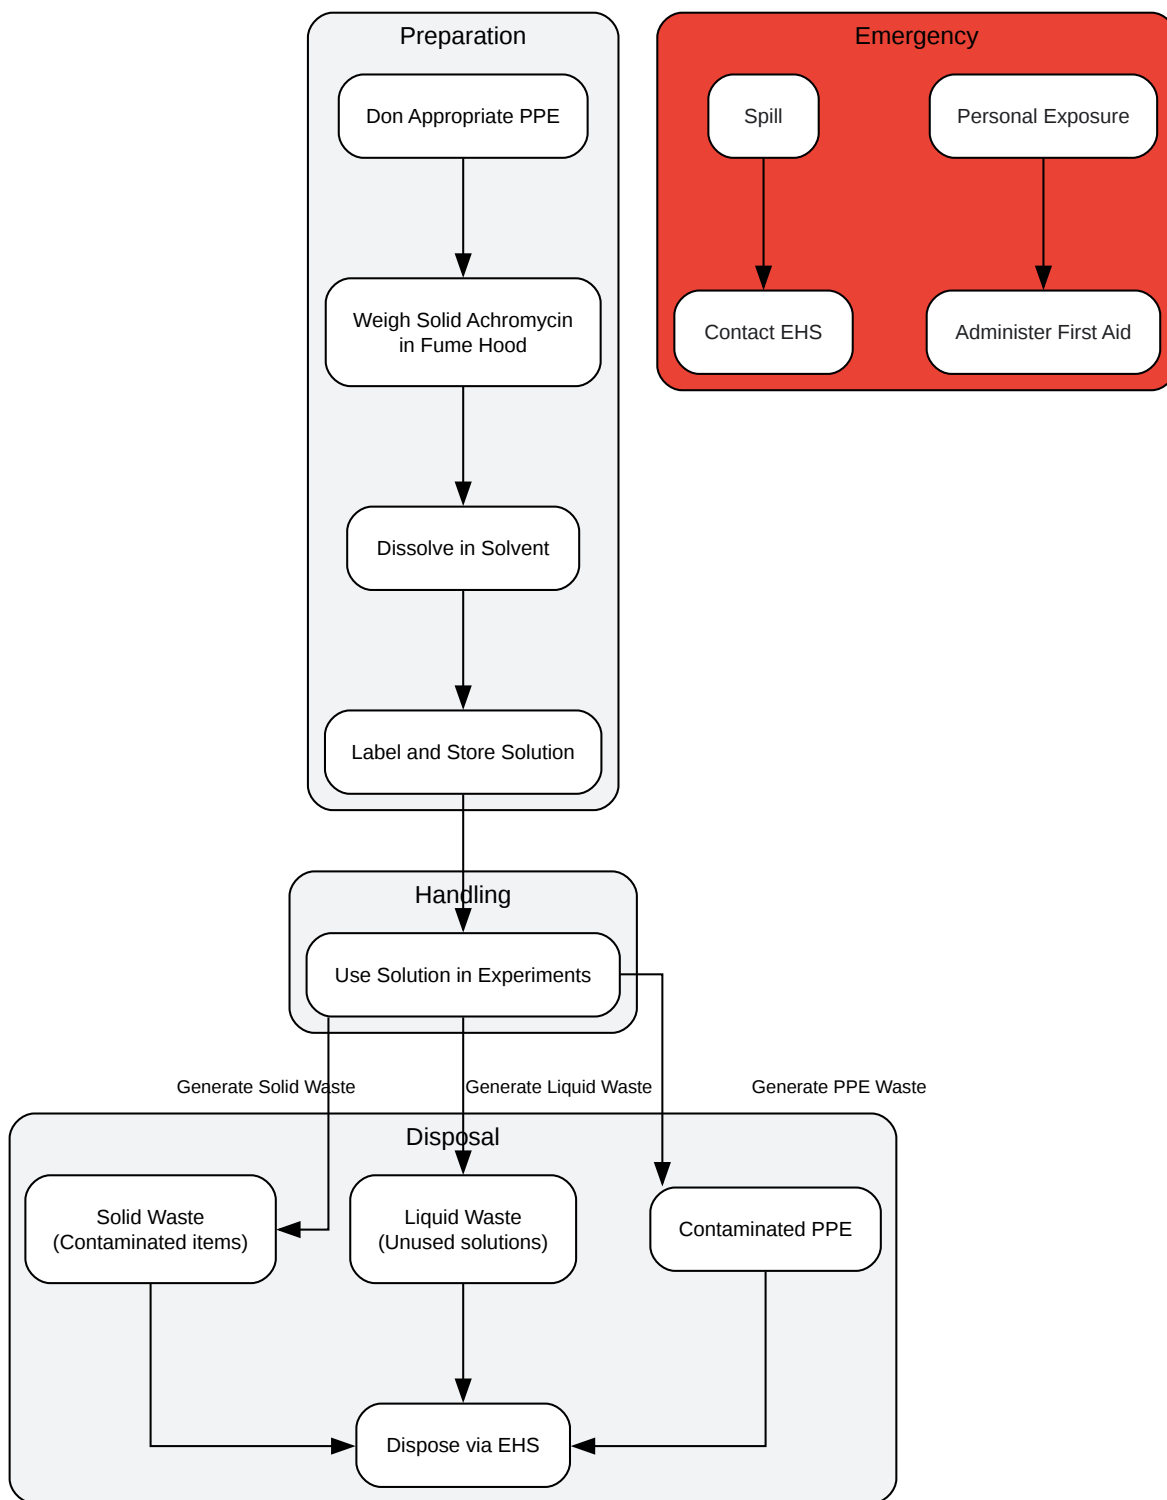 Preparation
Don Appropriate PPE
Weigh Solid Achromycin
in Fume Hood
Dissolve in Solvent
Label and Store Solution
Emergency
Spill
Personal Exposure
Contact EHS
Administer First Aid
Handling
Use Solution in Experiments
Generate Solid Waste
Generate Liquid Waste
Generate PPE Waste
Disposal
Solid Waste
(Contaminated items)
Liquid Waste
(Unused solutions)
Contaminated PPE
Dispose via EHS